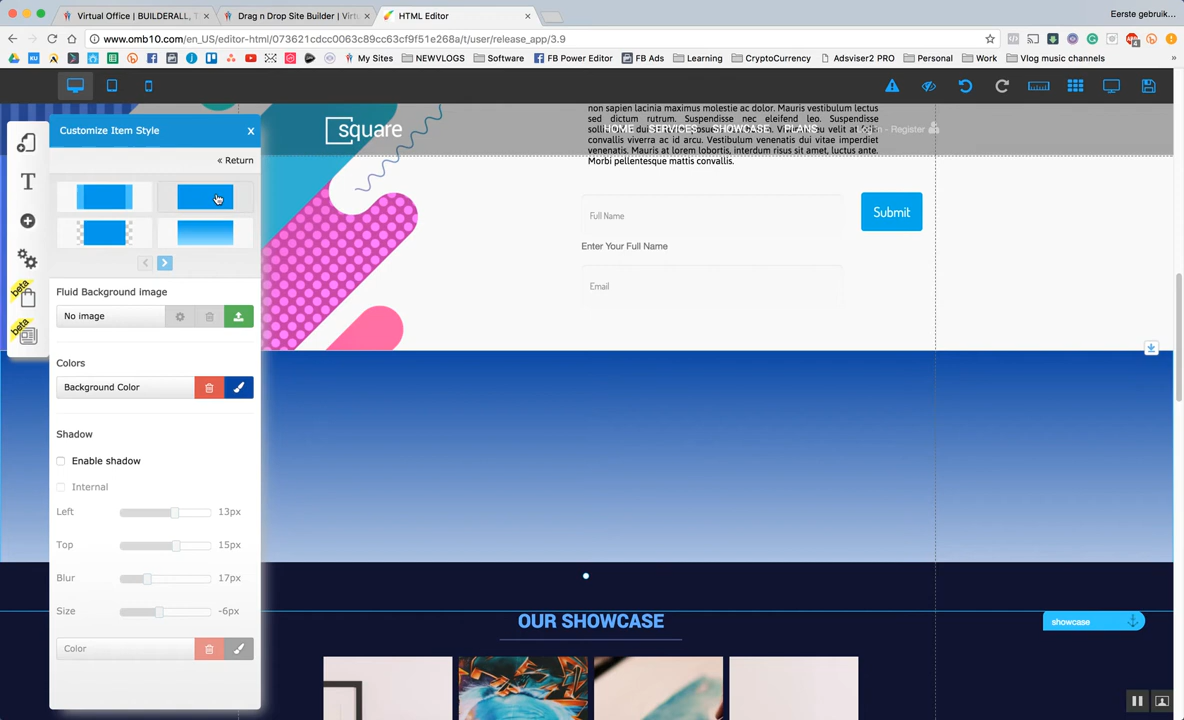 Virtual Office | BUILDERALL, T ×
Drag n Drop Site Builder | Virtu ×
HTML Editor ×
Eerste gebruik...
www.omb10.com/en_US/editor-html/073621cdcc0063c89cc63cf9f51e268a/t/user/release_app/3.9
My Sites NEWVLOGS Software FB Power Editor FB Ads Learning CryptoCurrency Adsviser2 PRO Personal Work Vlog music channels »
non sapien lacinia maximus molestie ac dolor. Mauris vestibulum lectus
sed dictum rutrum. Suspendisse nec eleifend leo. Suspendisse
square
HOME SERVICES SHOWCASE PLANS
Register
convallis viverra ac id arcu. Vestibulum venenatis dui vitae imperdiet
venenatis. Mauris at lorem lobortis, interdum risus sit amet, luctus ante.
Morbi pellentesque mattis convallis.
Customize Item Style x
« Return
Fluid Background Image
No image
Colors
Background Color
Shadow
Enable shadow
Internal
Left 13px
Top 15px
Blur 17px
Size -6px
Color
beta
beta
Full Name
Submit
Enter Your Full Name
Email
OUR SHOWCASE
showcase